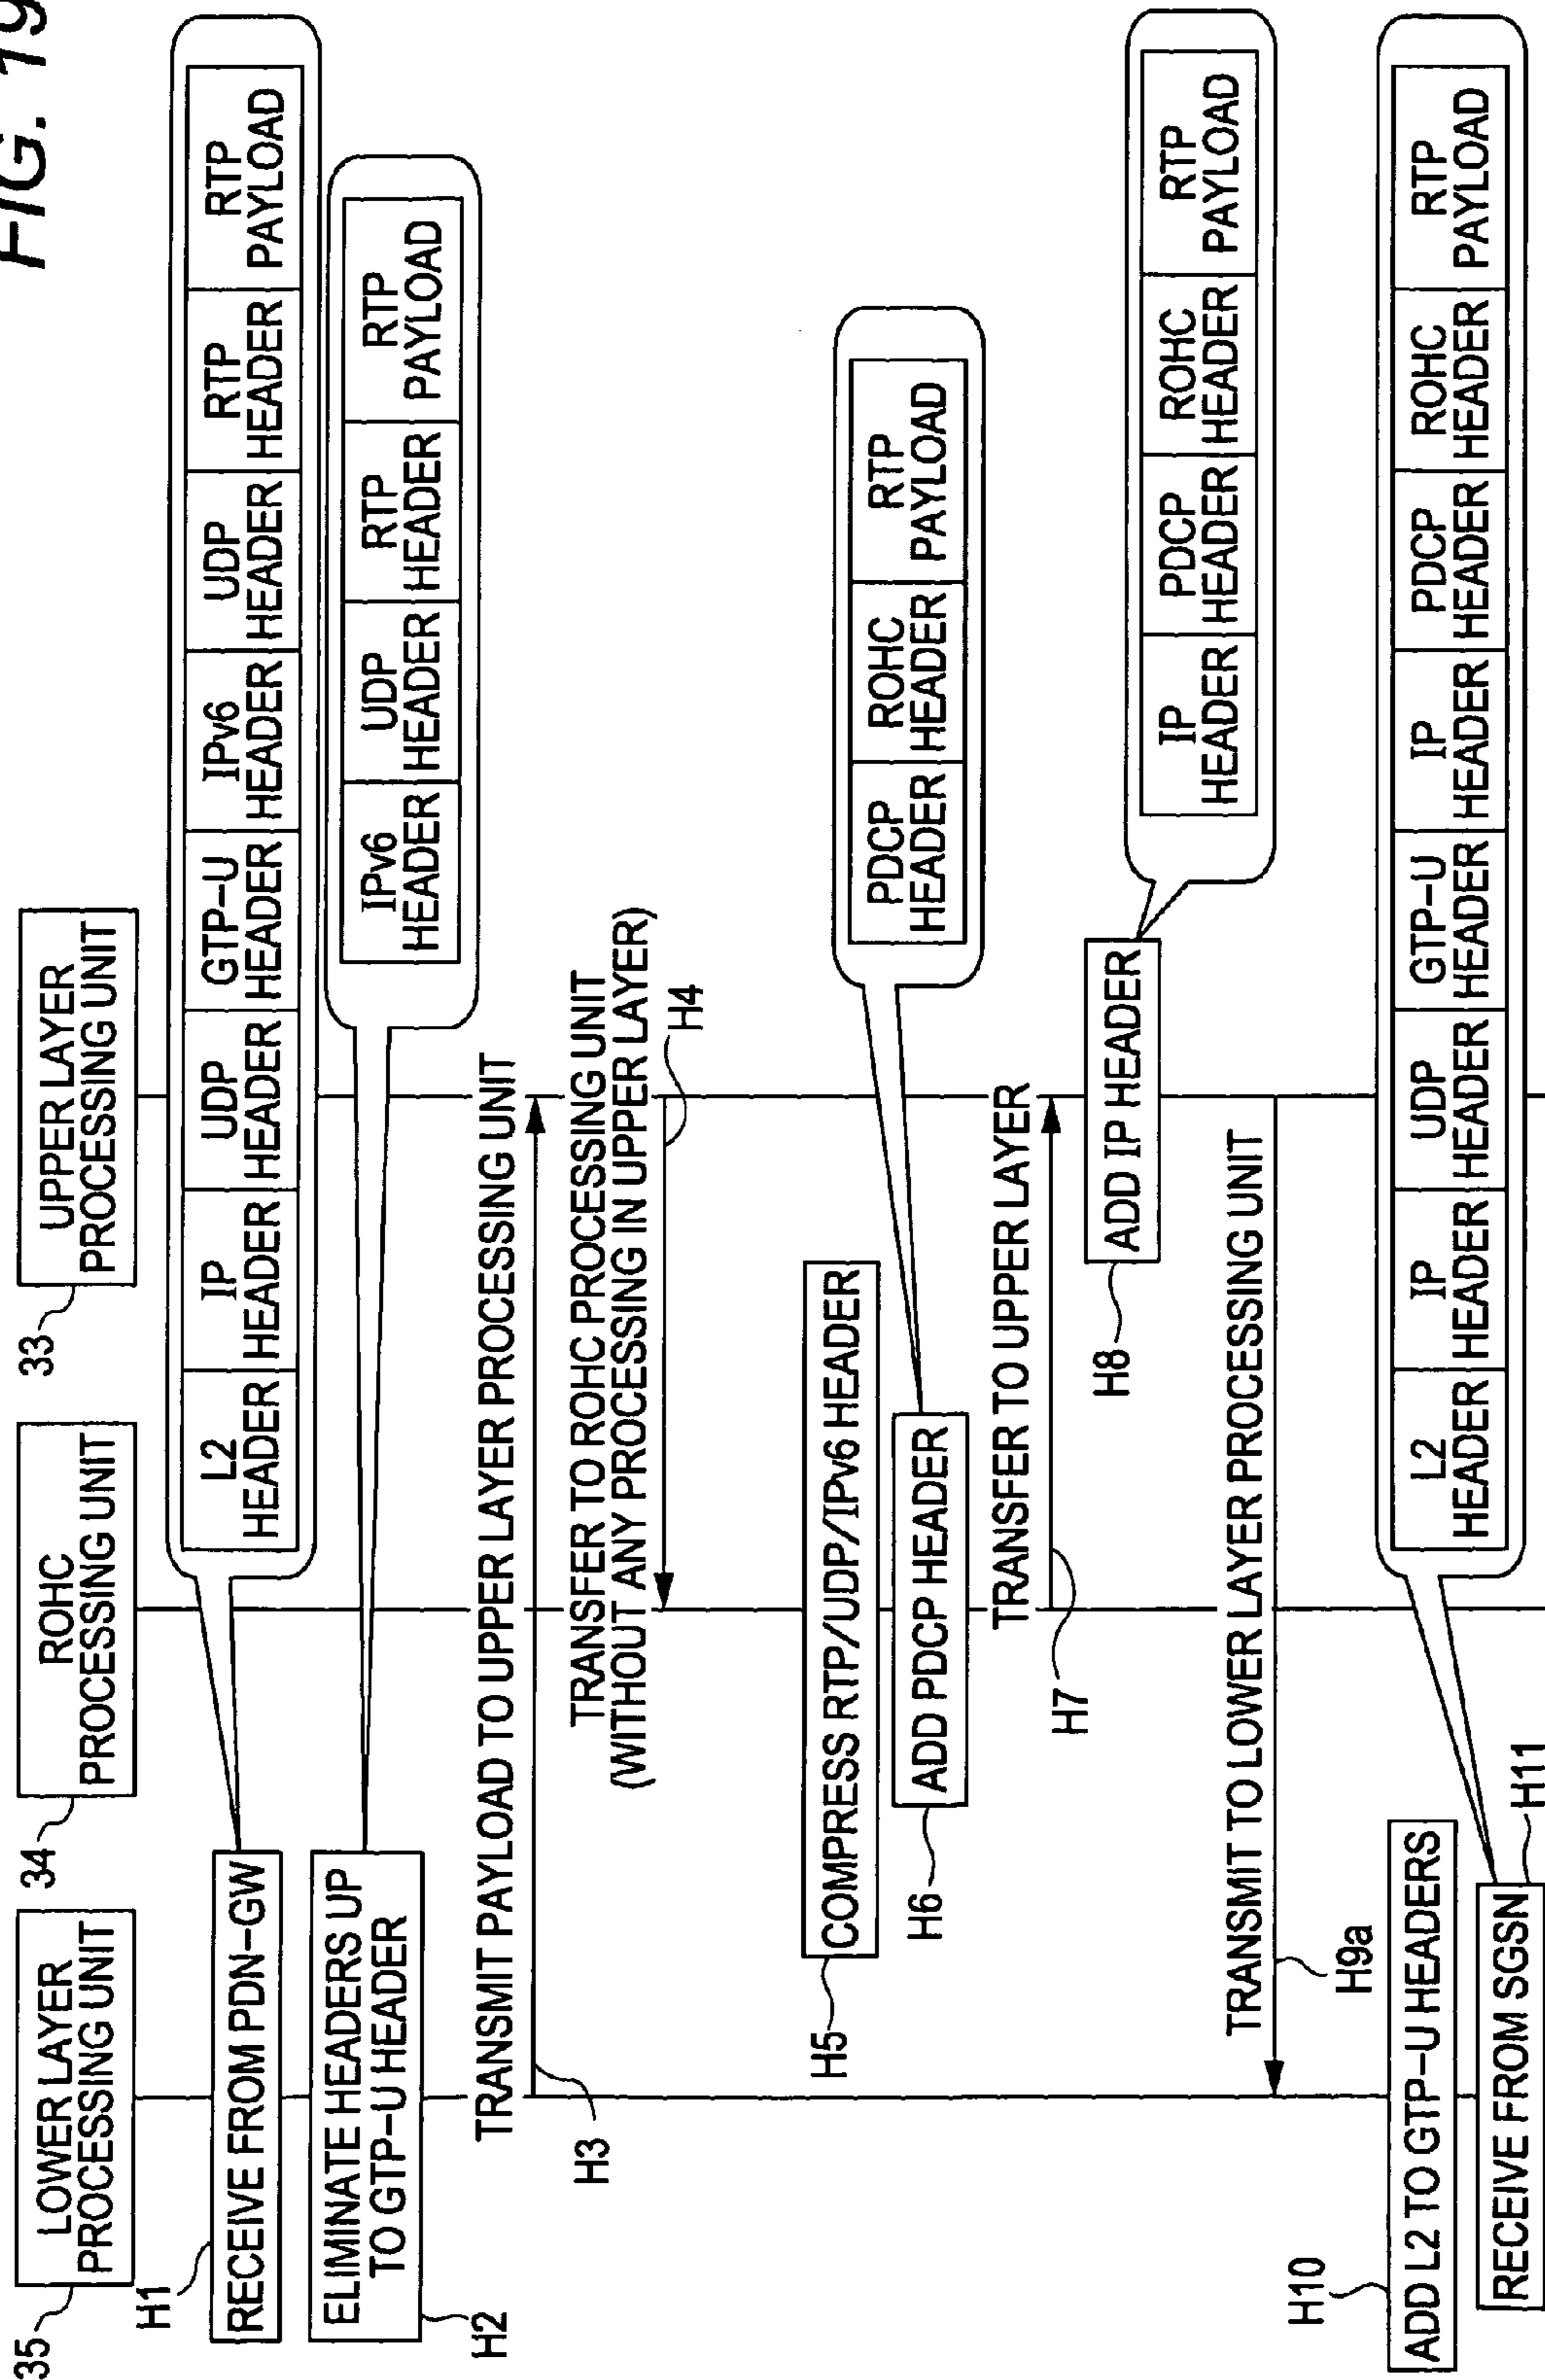 FIG. 19
35
LOWER LAYER
PROCESSING UNIT
34
ROHC
PROCESSING UNIT
33
UPPER LAYER
PROCESSING UNIT
H1
RECEIVE FROM PDN-GW
L2
HEADER
IP
HEADER
UDP
HEADER
GTP-U
HEADER
IPv6
HEADER
UDP
HEADER
RTP
HEADER
RTP
PAYLOAD
H2
ELIMINATE HEADERS UP
TO GTP-U HEADER
IPv6
HEADER
UDP
HEADER
RTP
HEADER
RTP
PAYLOAD
TRANSMIT PAYLOAD TO UPPER LAYER PROCESSING UNIT
H3
TRANSFER TO ROHC PROCESSING UNIT
(WITHOUT ANY PROCESSING IN UPPER LAYER)
H4
H5
COMPRESS RTP/UDP/IPv6 HEADER
H6
ADD PDCP HEADER
PDCP
HEADER
ROHC
HEADER
RTP
PAYLOAD
TRANSFER TO UPPER LAYER
H7
H8
ADD IP HEADER
IP
HEADER
PDCP
HEADER
ROHC
HEADER
RTP
PAYLOAD
TRANSMIT TO LOWER LAYER PROCESSING UNIT
H9a
H10
ADD L2 TO GTP-U HEADERS
RECEIVE FROM SGSN
H11
L2
HEADER
IP
HEADER
UDP
HEADER
GTP-U
HEADER
IP
HEADER
PDCP
HEADER
ROHC
HEADER
RTP
PAYLOAD